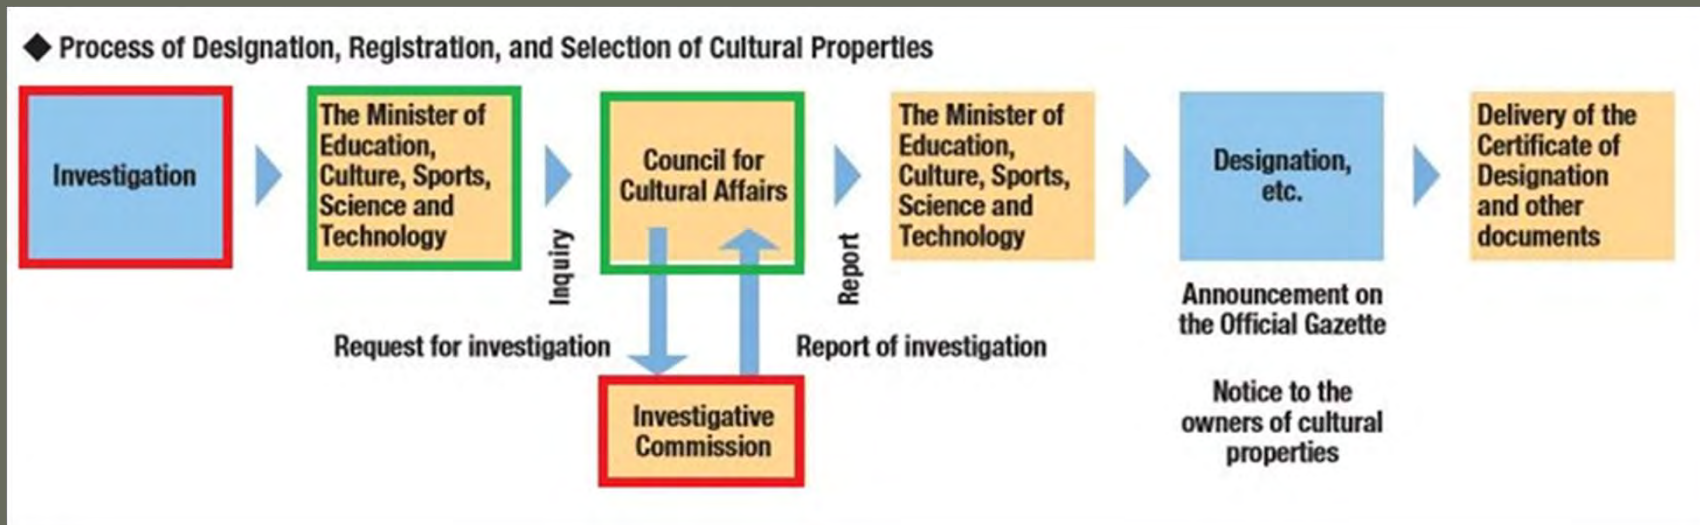 ◆ Process of Designation, Registration, and Selection of Cultural Properties
Investigation
The Minister of
Education,
Culture, Sports,
Science and
Technology
Inquiry
Council for
Cultural Affairs
Request for investigation
Report of investigation
Investigative
Commission
Report
The Minister of
Education,
Culture, Sports,
Science and
Technology
Designation,
etc.
Announcement on
the Official Gazette
Notice to the
owners of cultural
properties
Delivery of the
Certificate of
Designation
and other
documents